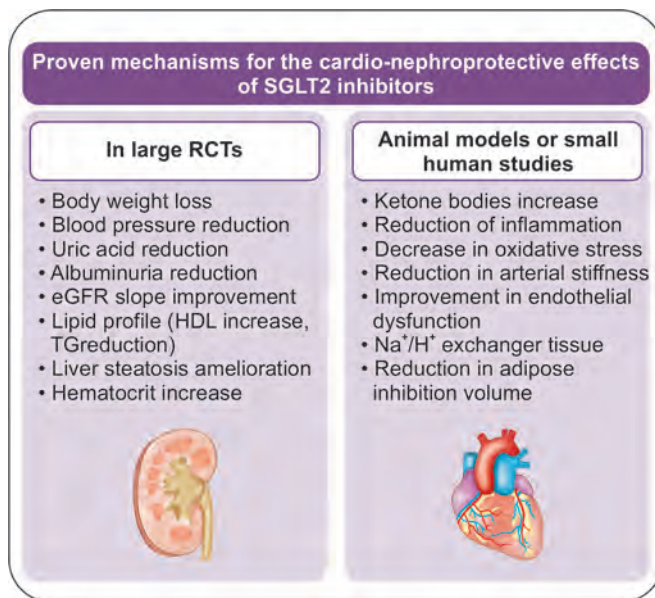 Proven mechanisms for the cardio-nephroprotective effects
of SGLT2 inhibitors
In large RCTs
• Body weight loss
• Blood pressure reduction
• Uric acid reduction
• Albuminuria reduction
• eGFR slope improvement
• Lipid profile (HDL increase,
TGreduction)
• Liver steatosis amelioration
• Hematocrit increase
Animal models or small
human studies
• Ketone bodies increase
• Reduction of inflammation
• Decrease in oxidative stress
• Reduction in arterial stiffness
• Improvement in endothelial
dysfunction
• Na⁺/H⁺ exchanger tissue
• Reduction in adipose
inhibition volume